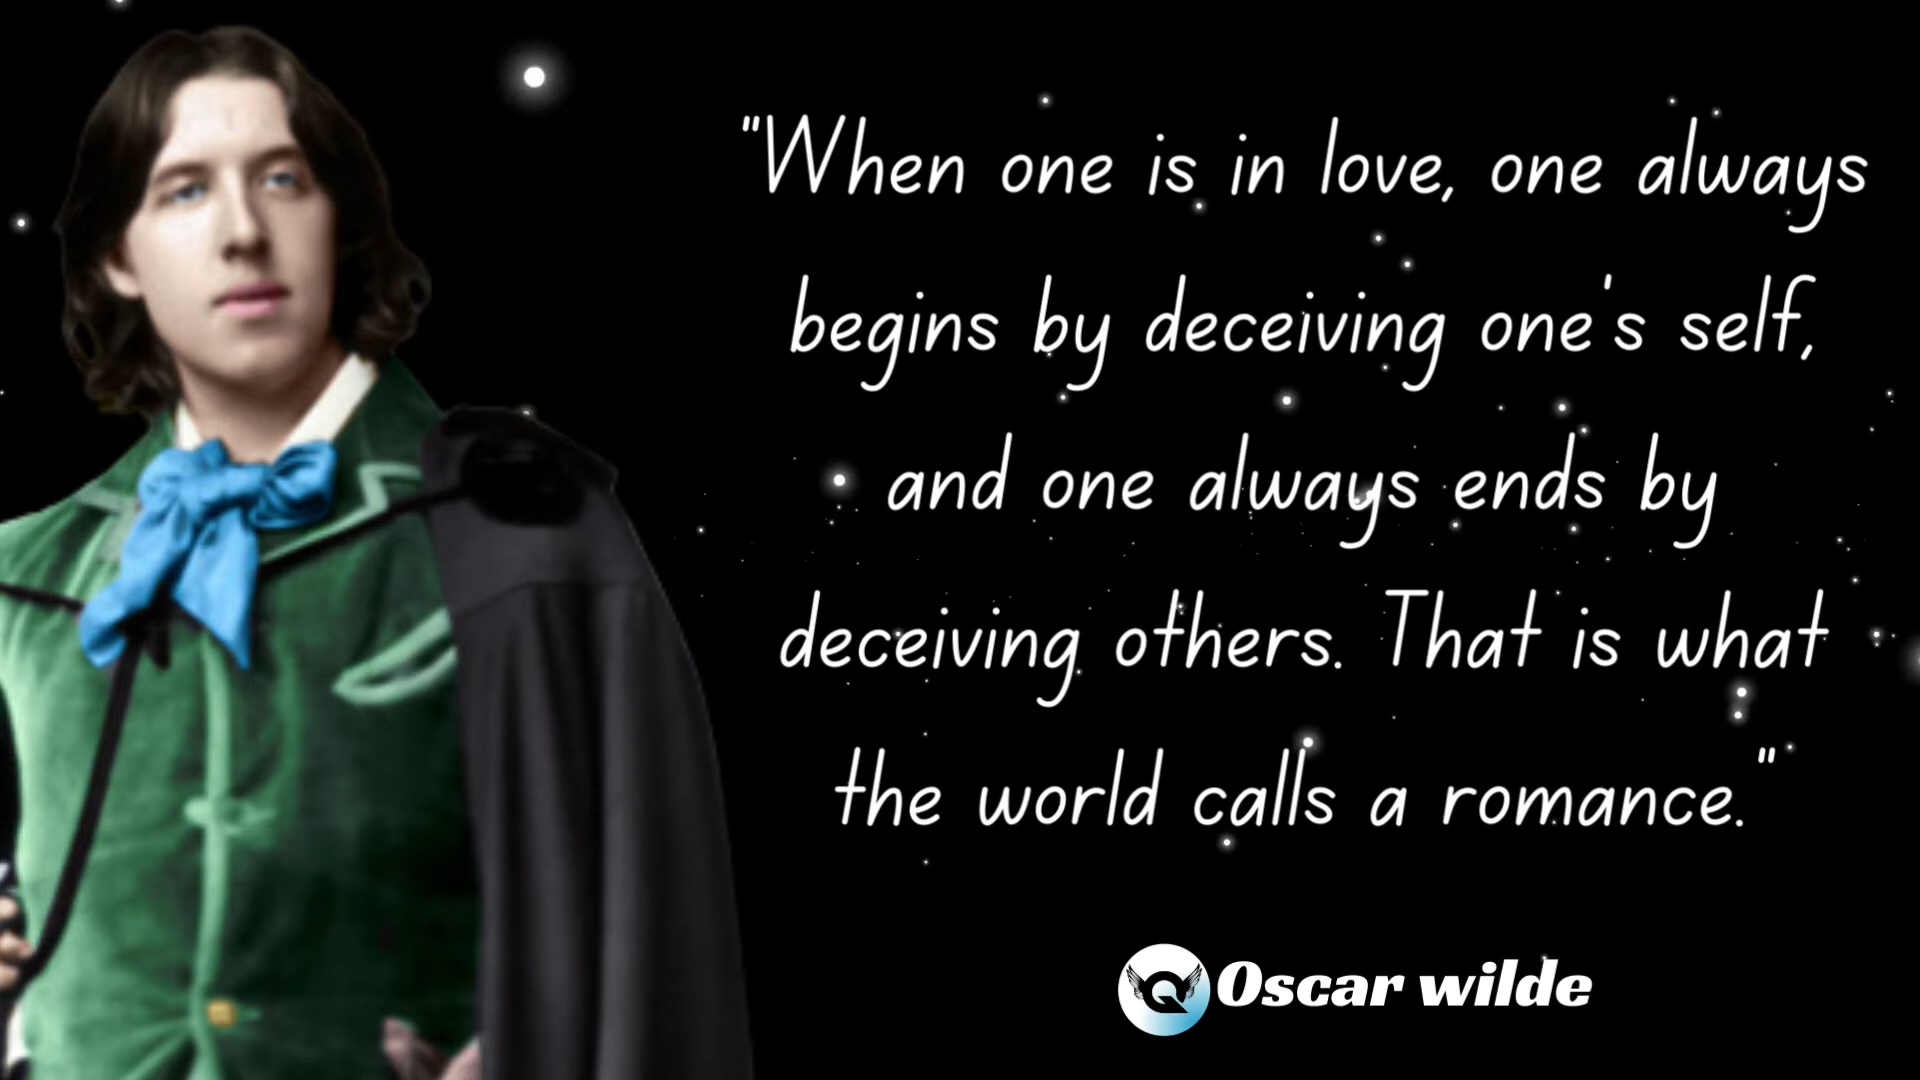 "When one is in love, one always
begins by deceiving one's self,
and one always ends by
deceiving others. That is what
the world calls a romance."
Q Oscar wilde